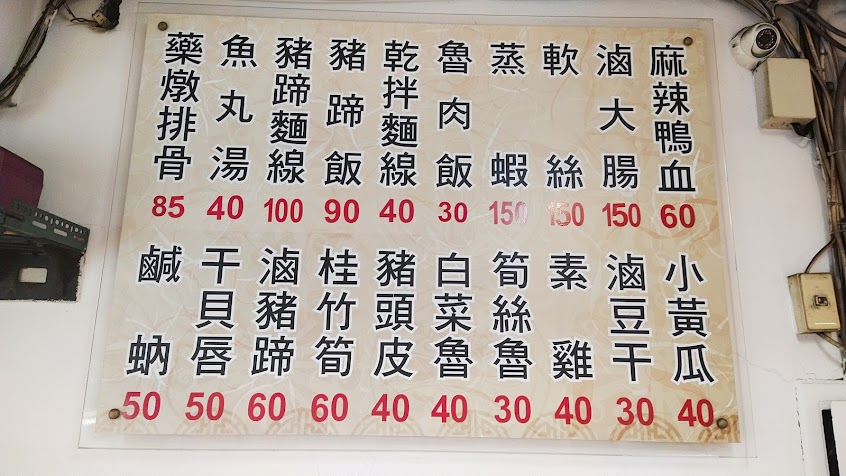 麻辣鴨血 60
滷大腸 150
軟絲 150
蒸蝦 150
魯肉飯 30
乾拌麵線 40
豬蹄飯 90
豬蹄麵線 100
魚丸湯 40
藥燉排骨 85
小黃瓜 40
滷豆干 30
素雞 40
筍絲魯 30
白菜魯 40
豬頭皮 40
桂竹筍 60
滷豬蹄 60
干貝唇 50
鹹蚋 50